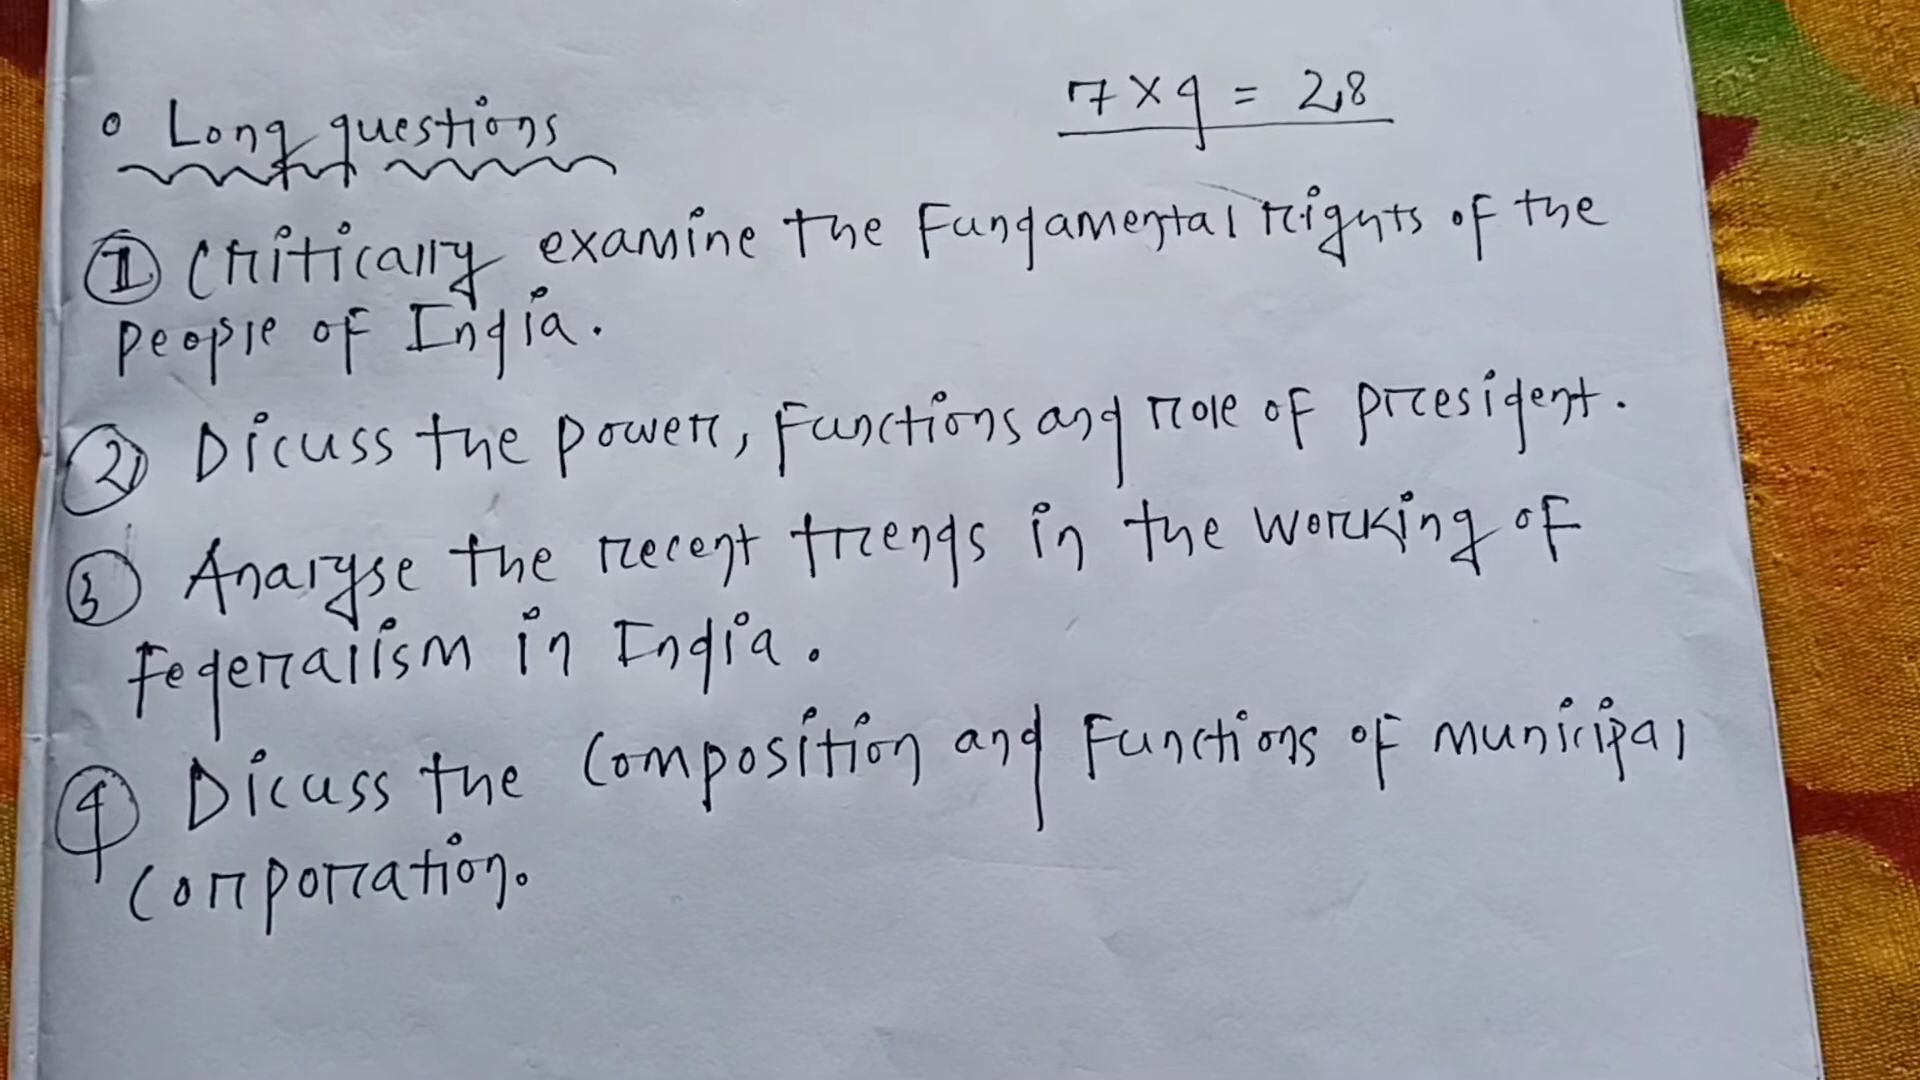 Long questions 7 x 4 = 28
① Critically examine the Fundamental rights of the
people of India.
② Dicuss the power, functions and role of president.
③ Analyse the recent trends in the working of
federalism in India.
④ Dicuss the composition and functions of municipal
corporation.